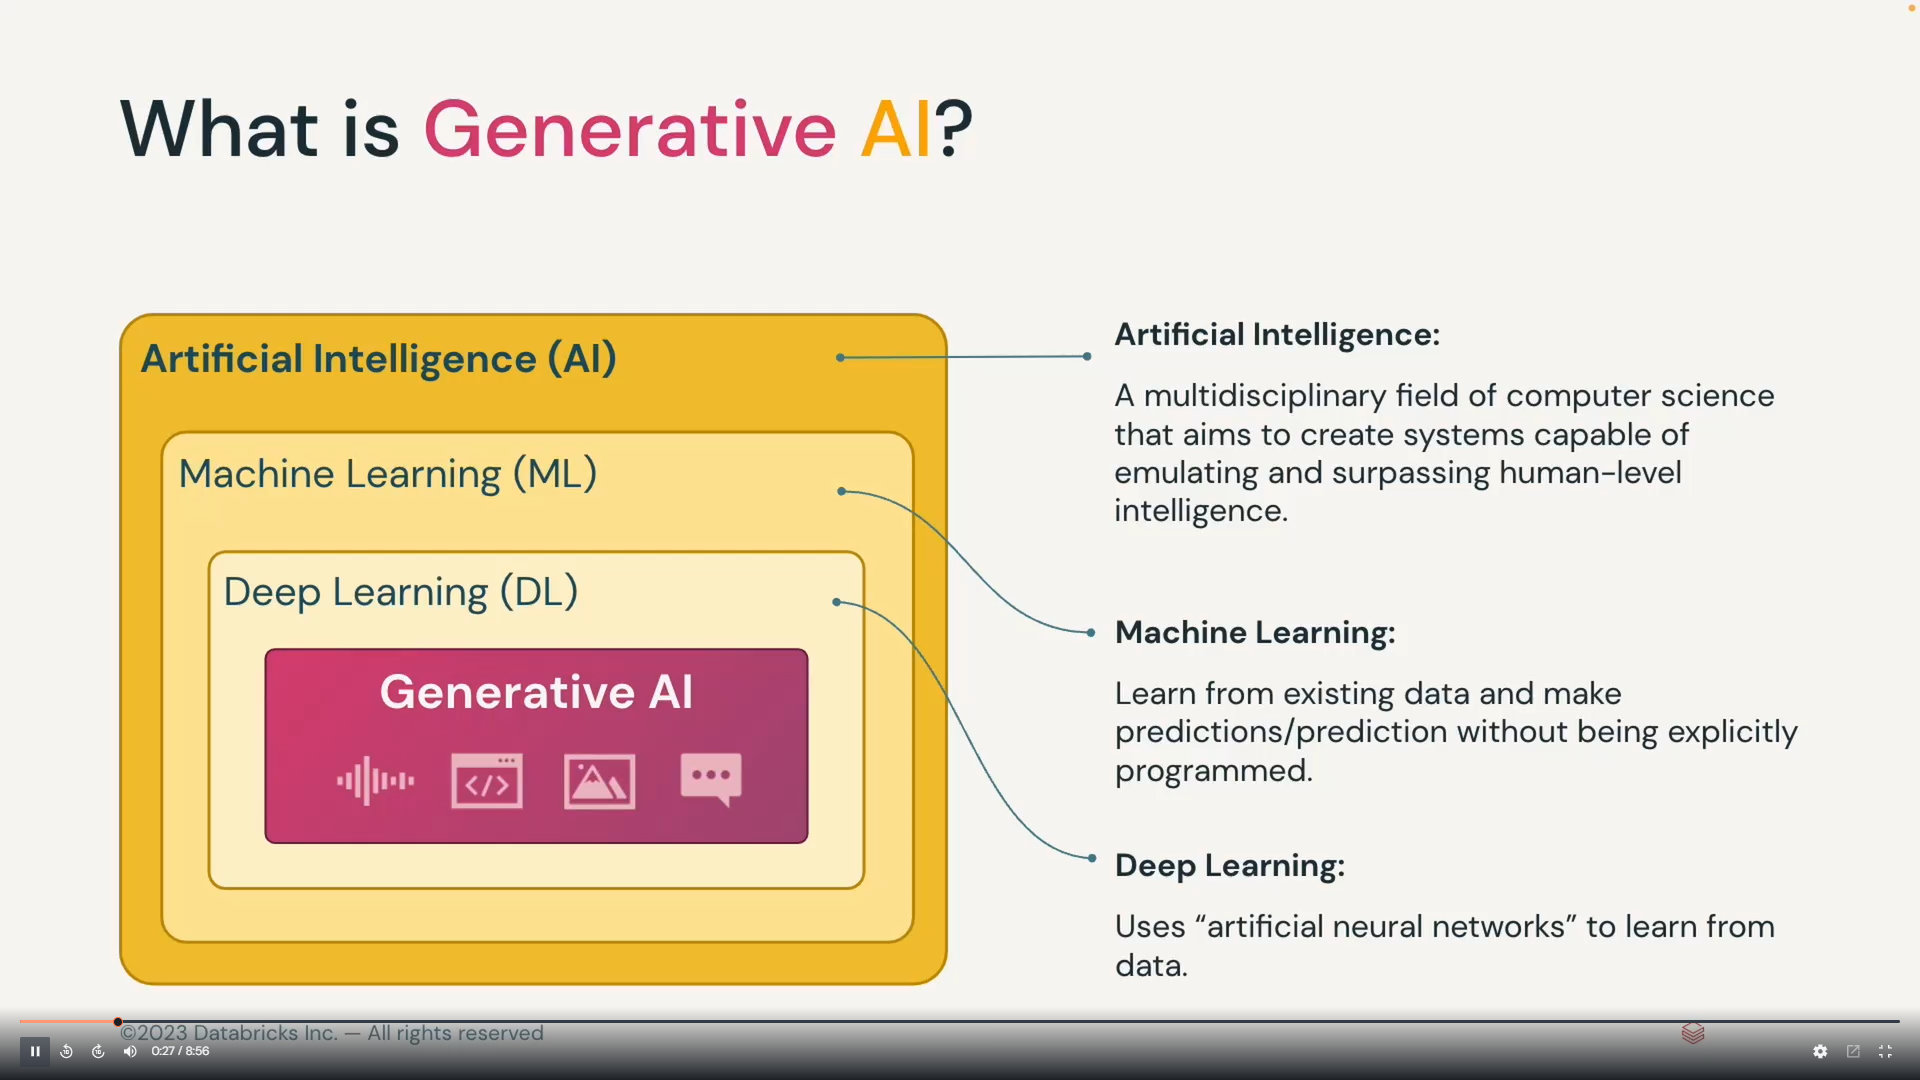 What is Generative AI?
Artificial Intelligence (AI)
Machine Learning (ML)
Deep Learning (DL)
Generative AI
Artificial Intelligence:
A multidisciplinary field of computer science
that aims to create systems capable of
emulating and surpassing human-level
intelligence.
Machine Learning:
Learn from existing data and make
predictions/prediction without being explicitly
programmed.
Deep Learning:
Uses “artificial neural networks” to learn from
data.
©2023 Databricks Inc. — All rights reserved
0:27 / 8:56